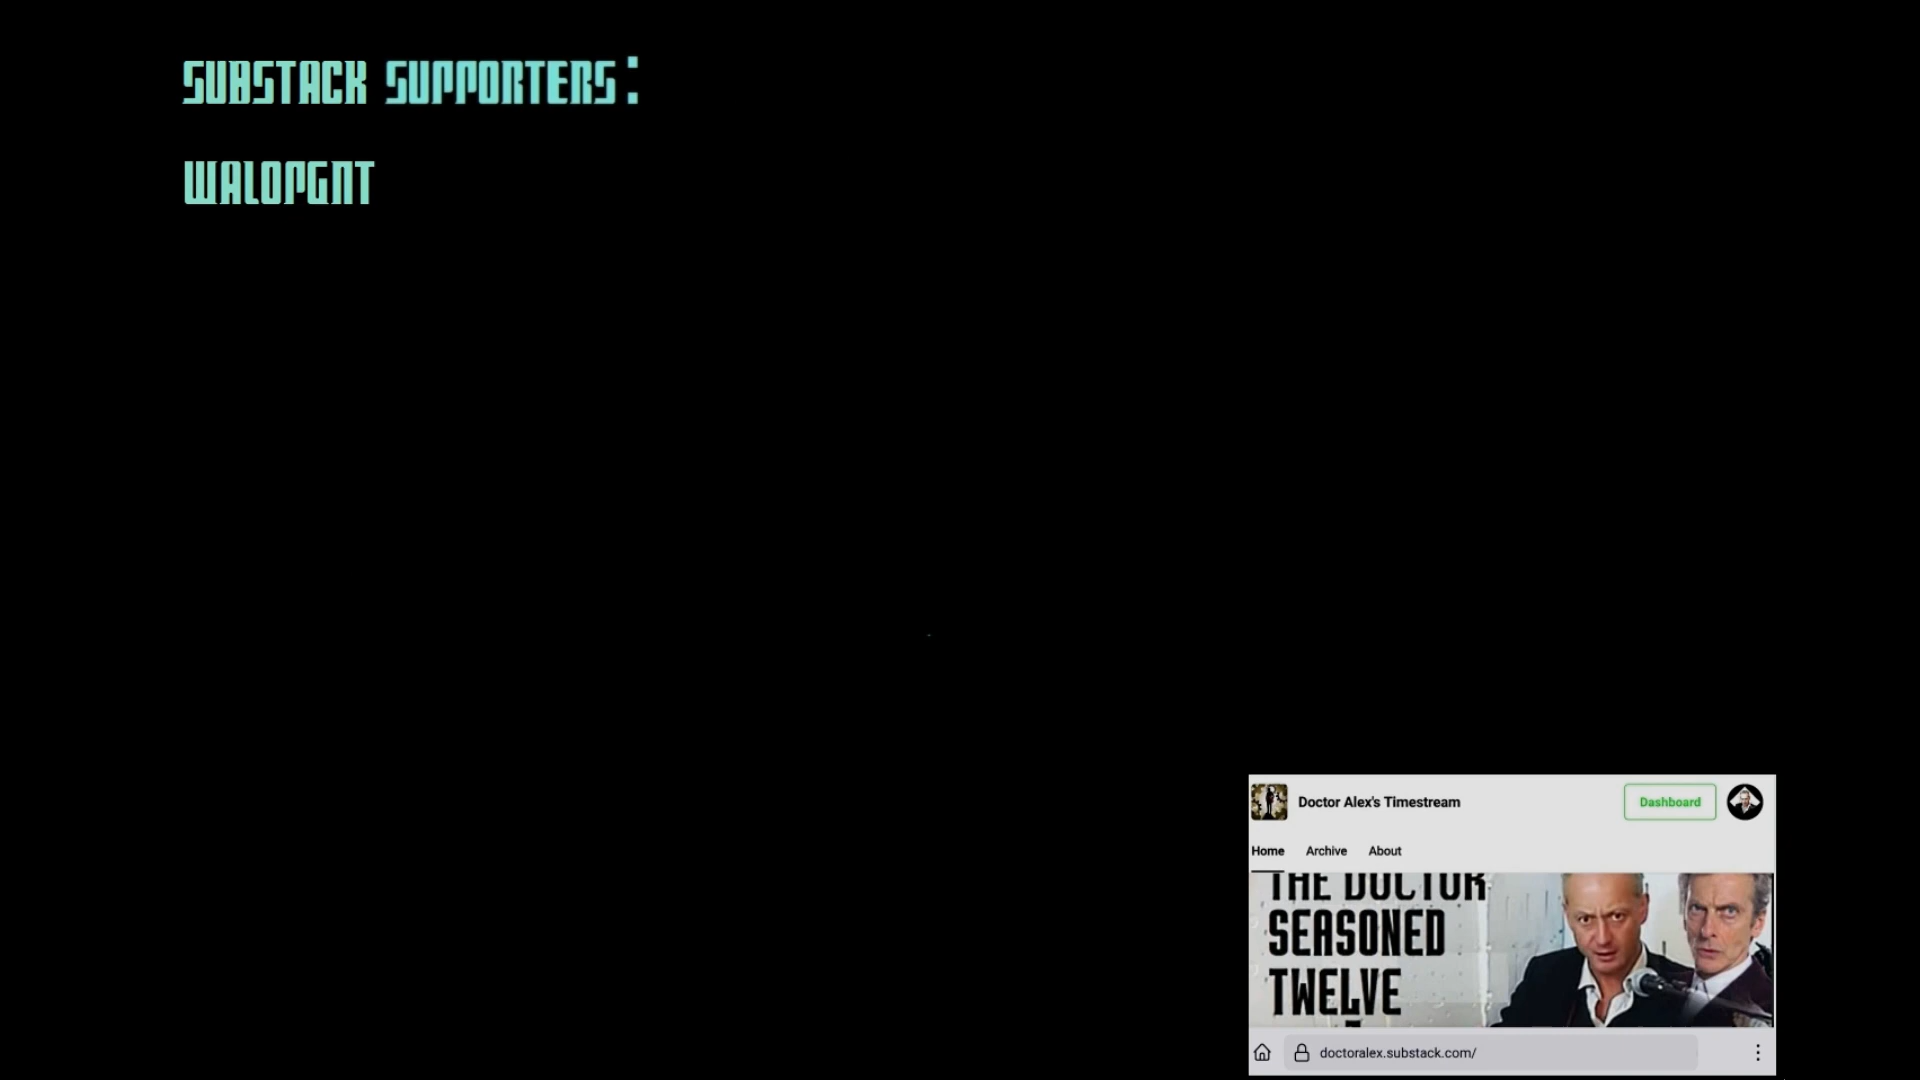 SUBSTACK SUPPORTERS:
WALOPGNT
Doctor Alex's Timestream
Dashboard
Home Archive About
THE DOCTOR
SEASONED
TWELVE
doctoralex.substack.com/